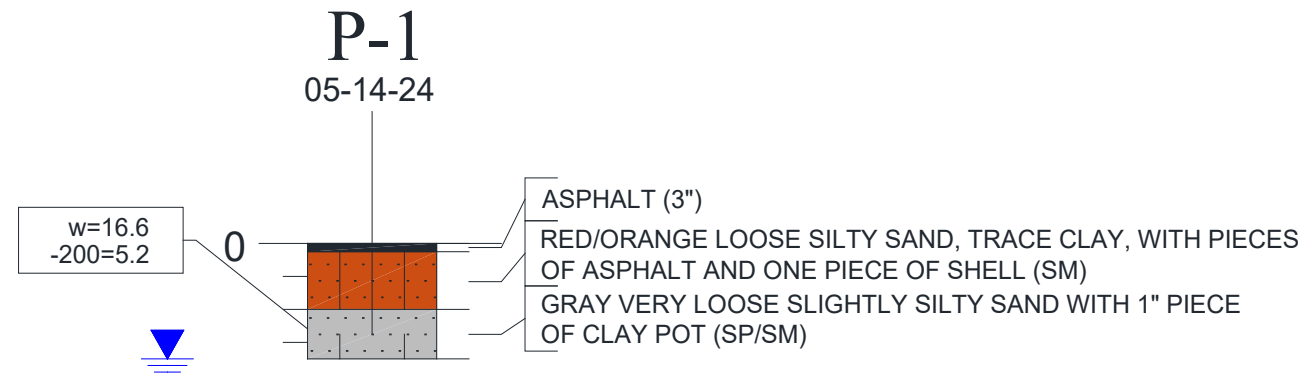 P-1
05-14-24
w=16.6
-200=5.2
0
ASPHALT (3")
RED/ORANGE LOOSE SILTY SAND, TRACE CLAY, WITH PIECES
OF ASPHALT AND ONE PIECE OF SHELL (SM)
GRAY VERY LOOSE SLIGHTLY SILTY SAND WITH 1" PIECE
OF CLAY POT (SP/SM)